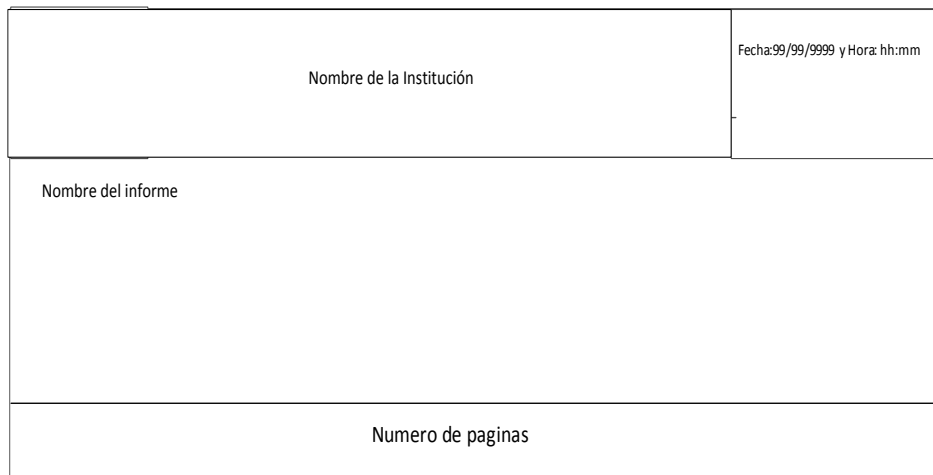 Nombre de la Institución
Fecha:99/99/9999 y Hora: hh:mm
Nombre del informe
Numero de paginas